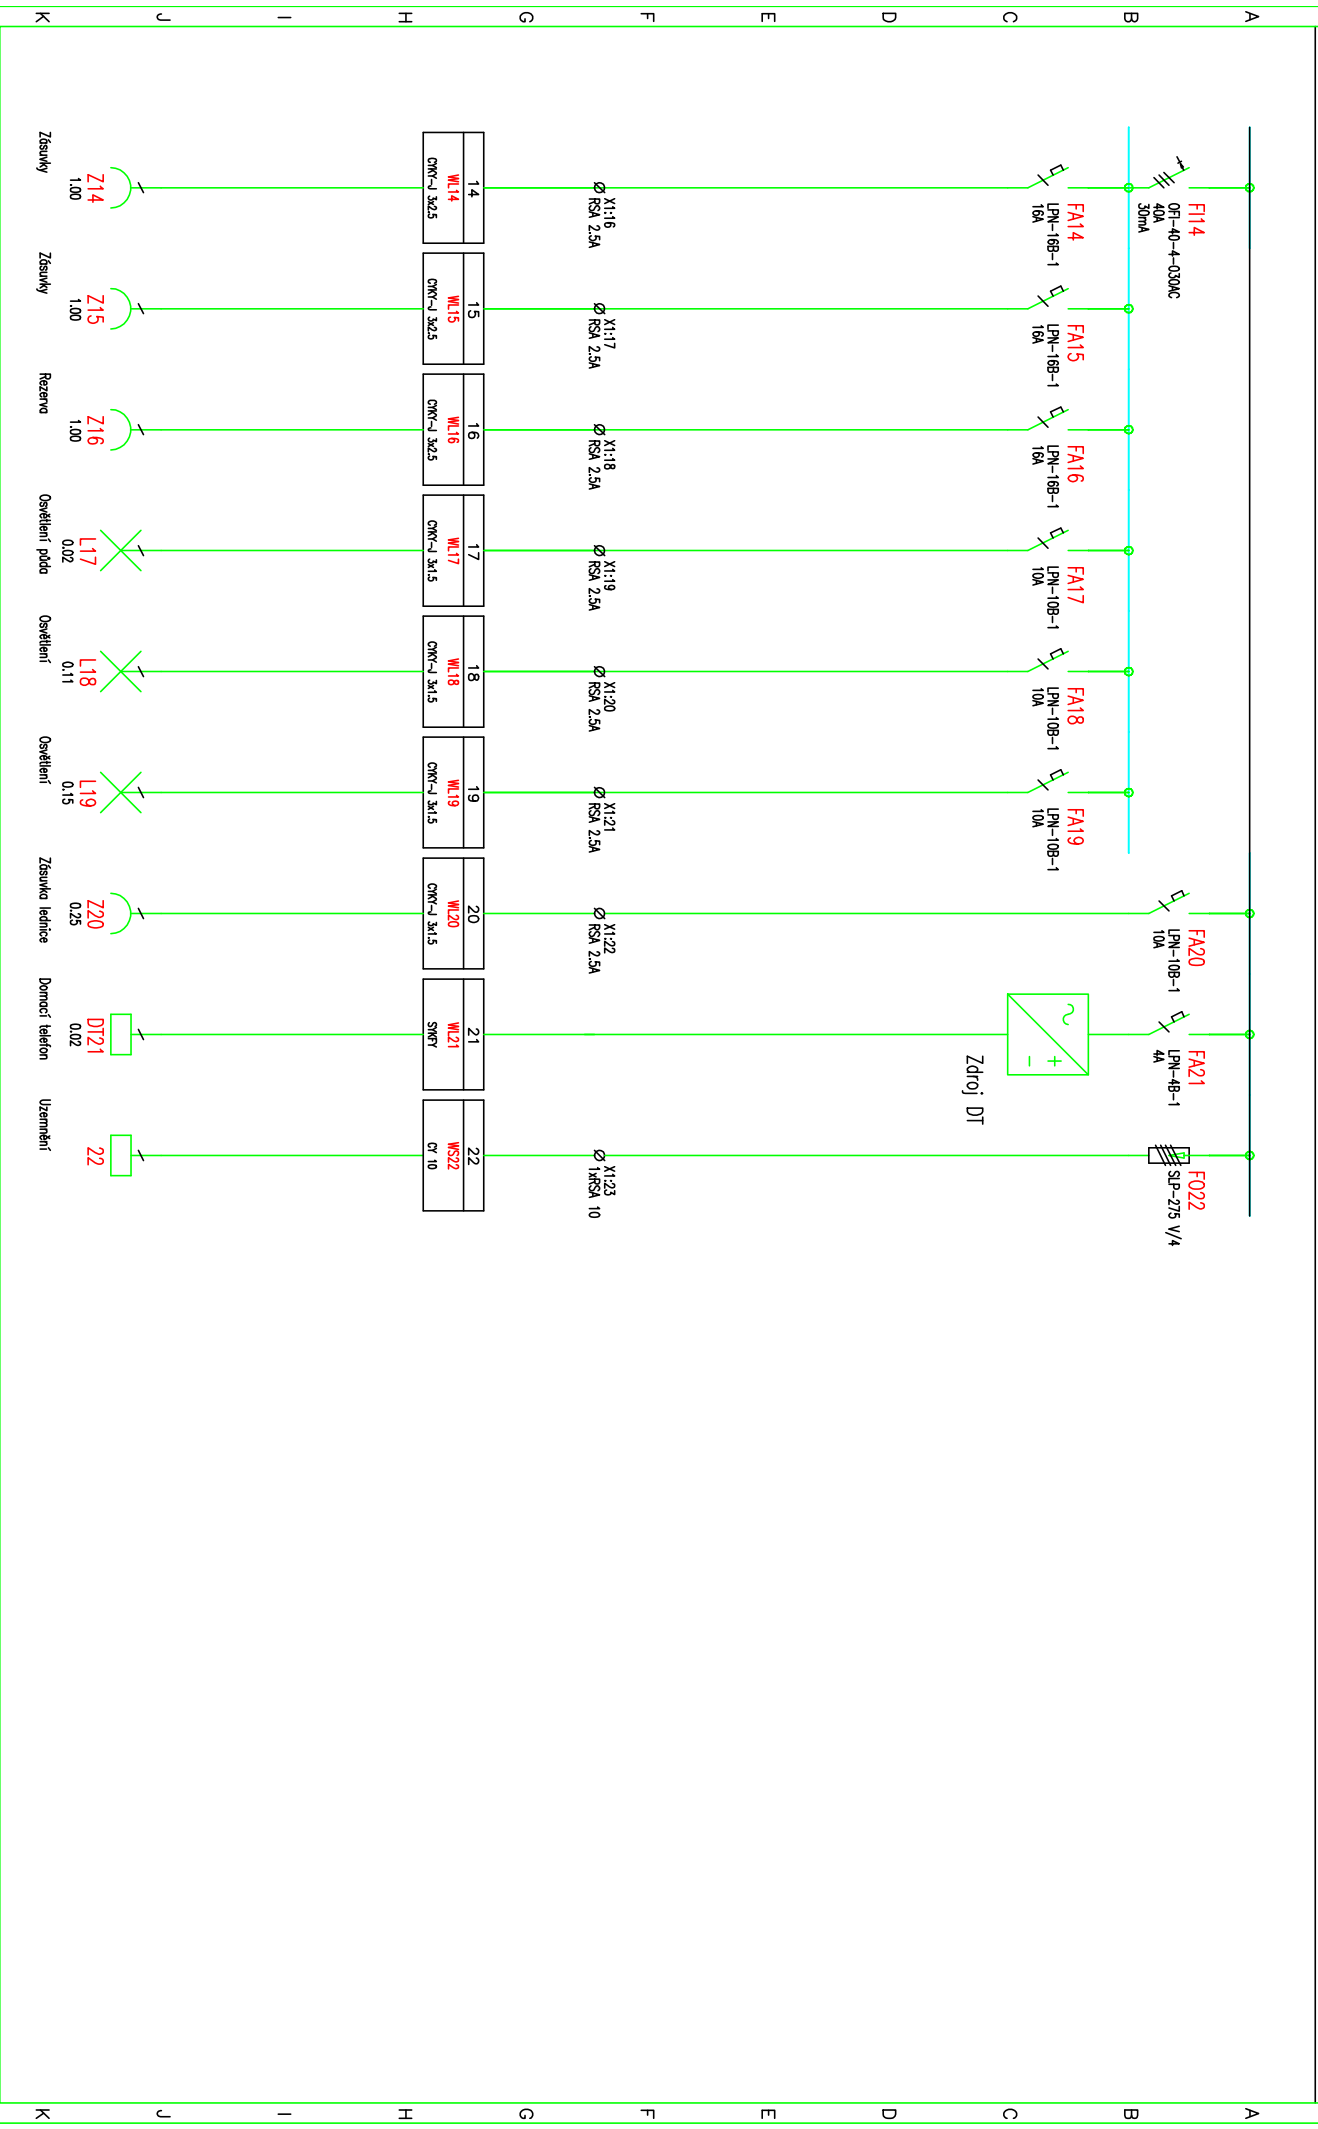 A
B
C
D
E
F
G
H
I
J
K
FI14
OFI-40-4-030AC
40A
30mA
FA14
LPN-16B-1
16A
X1:16
RSA 2.5A
14
WL14
CYKY-J 3x2.5
Z14
1.00
Zásuvky
FA15
LPN-16B-1
16A
X1:17
RSA 2.5A
15
WL15
CYKY-J 3x2.5
Z15
1.00
Zásuvky
FA16
LPN-16B-1
16A
X1:18
RSA 2.5A
16
WL16
CYKY-J 3x2.5
Z16
1.00
Rezerva
FA17
LPN-10B-1
10A
X1:19
RSA 2.5A
17
WL17
CYKY-J 3x1.5
L17
0.02
Osvětlení půda
FA18
LPN-10B-1
10A
X1:20
RSA 2.5A
18
WL18
CYKY-J 3x1.5
L18
0.11
Osvětlení
FA19
LPN-10B-1
10A
X1:21
RSA 2.5A
19
WL19
CYKY-J 3x1.5
L19
0.15
Osvětlení
FA20
LPN-10B-1
10A
X1:22
RSA 2.5A
20
WL20
CYKY-J 3x1.5
Z20
0.25
Zásuvka lednice
FA21
LPN-4B-1
4A
Zdroj DT
21
WL21
SYKFY
DT21
0.02
Domací telefon
FO22
SLP-275 V/4
X1:23
1xRSA 10
22
WS22
CY 10
22
Uzemnění
A
B
C
D
E
F
G
H
I
J
K